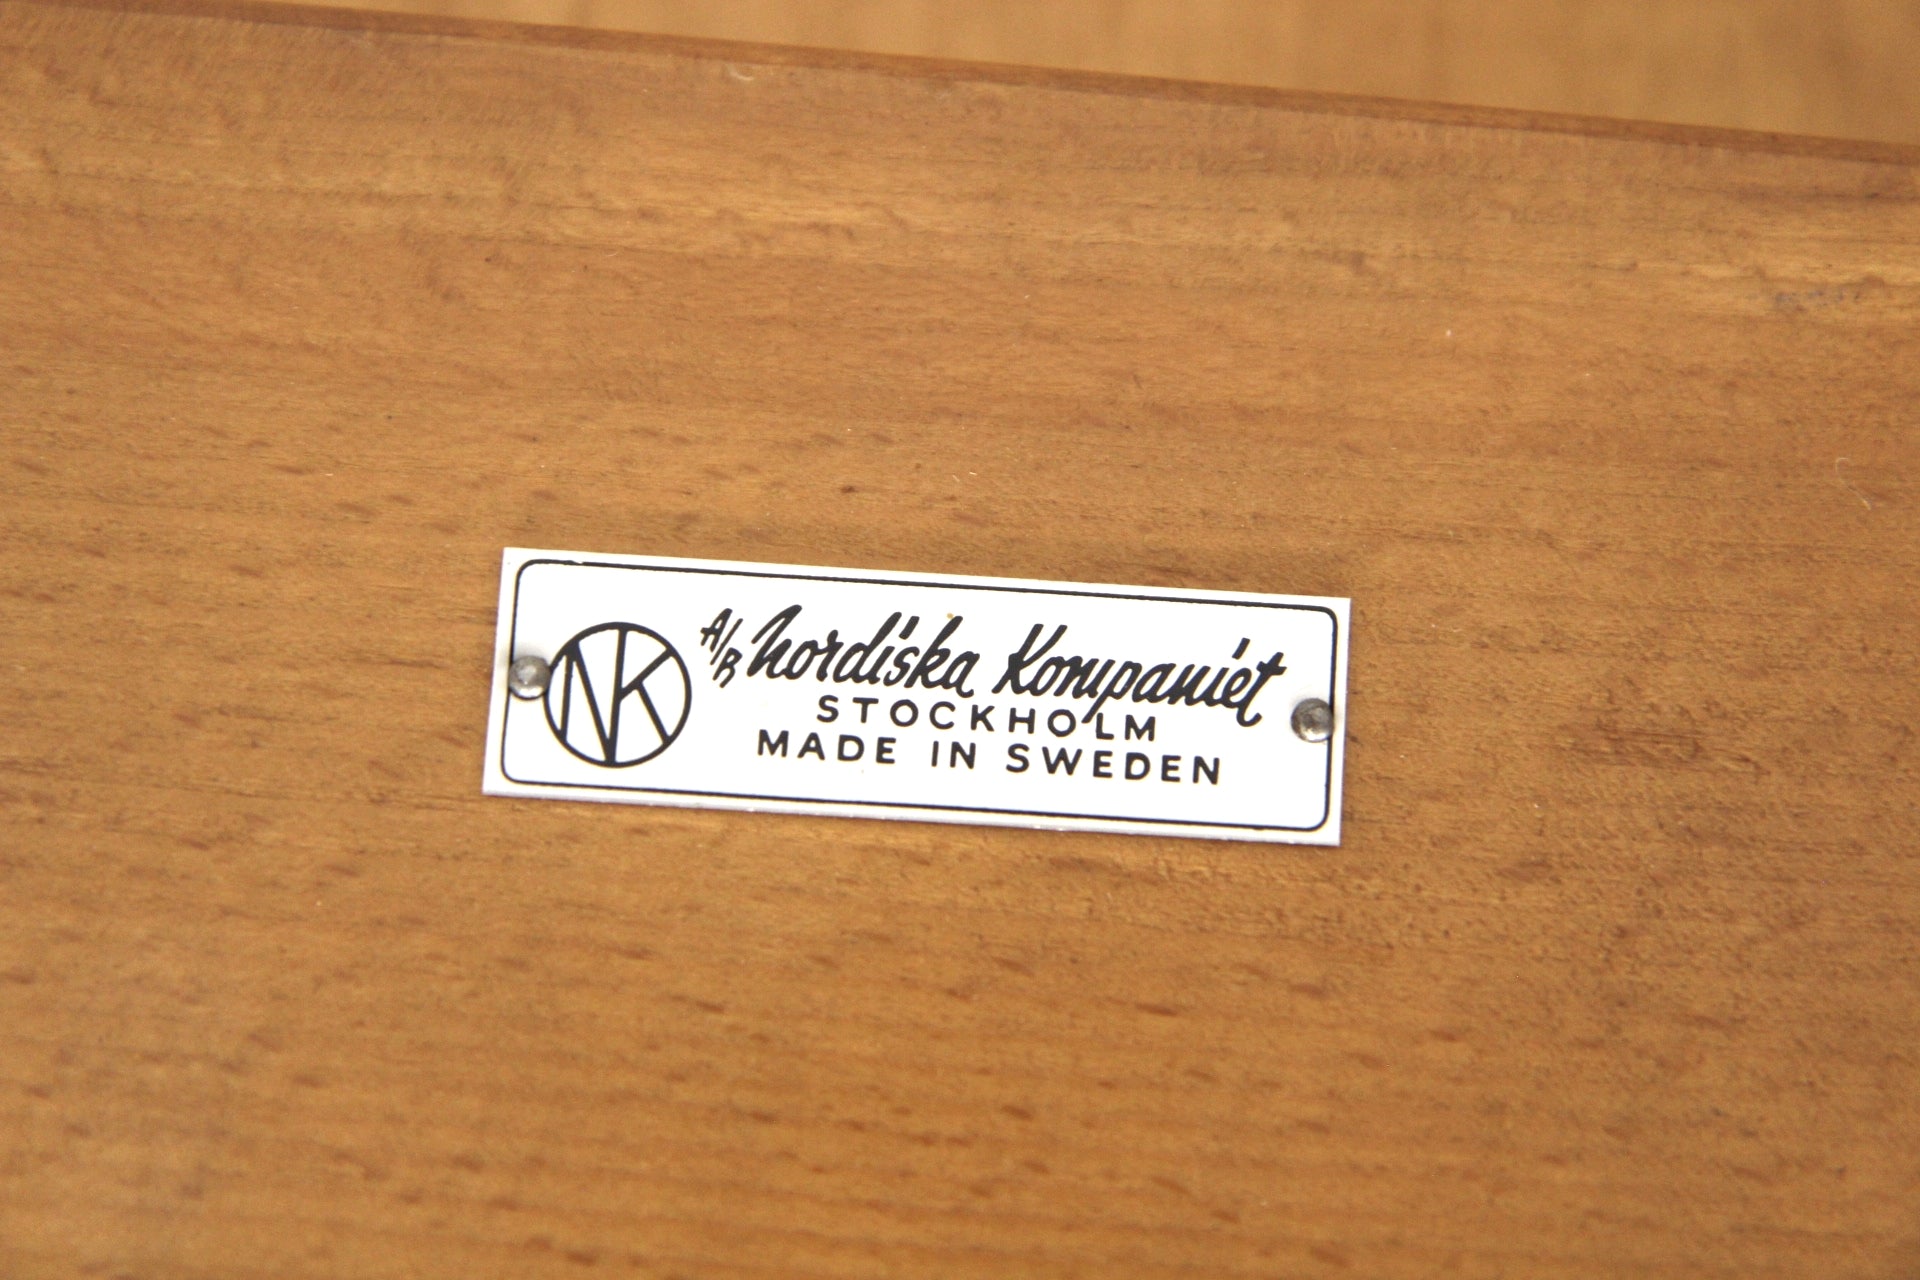 NK
A/B Nordiska Kompaniet
STOCKHOLM
MADE IN SWEDEN